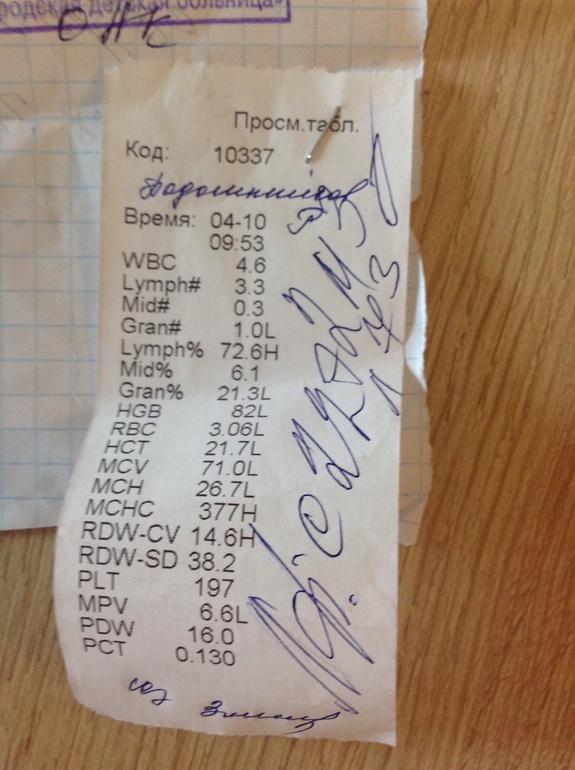 одская детская больница»
ОАК
Просм.табл.
Код: 10337
Время: 04-10
09:53
WBC 4.6
Lymph# 3.3
Mid# 0.3
Gran# 1.0L
Lymph% 72.6H
Mid% 6.1
Gran% 21.3L
HGB 82L
RBC 3.06L
HCT 21.7L
MCV 71.0L
MCH 26.7L
MCHC 377H
RDW-CV 14.6H
RDW-SD 38.2
PLT 197
MPV 6.6L
PDW 16.0
PCT 0.130